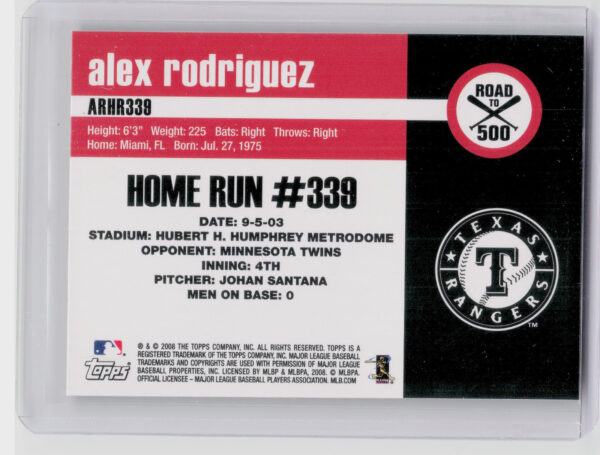 alex rodriguez
ARHR339
Height: 6'3" Weight: 225 Bats: Right Throws: Right
Home: Miami, FL Born: Jul. 27, 1975
ROAD
TO
500
HOME RUN #339
DATE: 9-5-03
STADIUM: HUBERT H. HUMPHREY METRODOME
OPPONENT: MINNESOTA TWINS
INNING: 4TH
PITCHER: JOHAN SANTANA
MEN ON BASE: 0
TEXAS
T
RANGERS
TM
Topps
® & © 2008 THE TOPPS COMPANY, INC. ALL RIGHTS RESERVED. TOPPS IS A
REGISTERED TRADEMARK OF THE TOPPS COMPANY, INC. MAJOR LEAGUE BASEBALL
TRADEMARKS AND COPYRIGHTS ARE USED WITH PERMISSION OF MAJOR LEAGUE
BASEBALL PROPERTIES, INC. LICENSED BY MLBP & MLBPA, 2008. © MLBPA.
OFFICIAL LICENSEE – MAJOR LEAGUE BASEBALL PLAYERS ASSOCIATION. MLB.COM